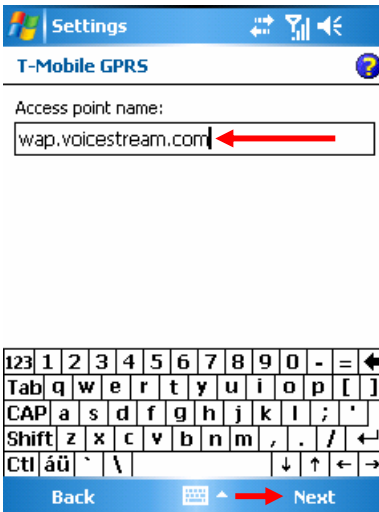 Settings
T-Mobile GPRS
?
Access point name:
wap.voicestream.com
123 1 2 3 4 5 6 7 8 9 0 - =
Tab q w e r t y u i o p [ ]
CAP a s d f g h j k l ; '
Shift z x c v b n m , . /
Ctl áü ` \
Back Next